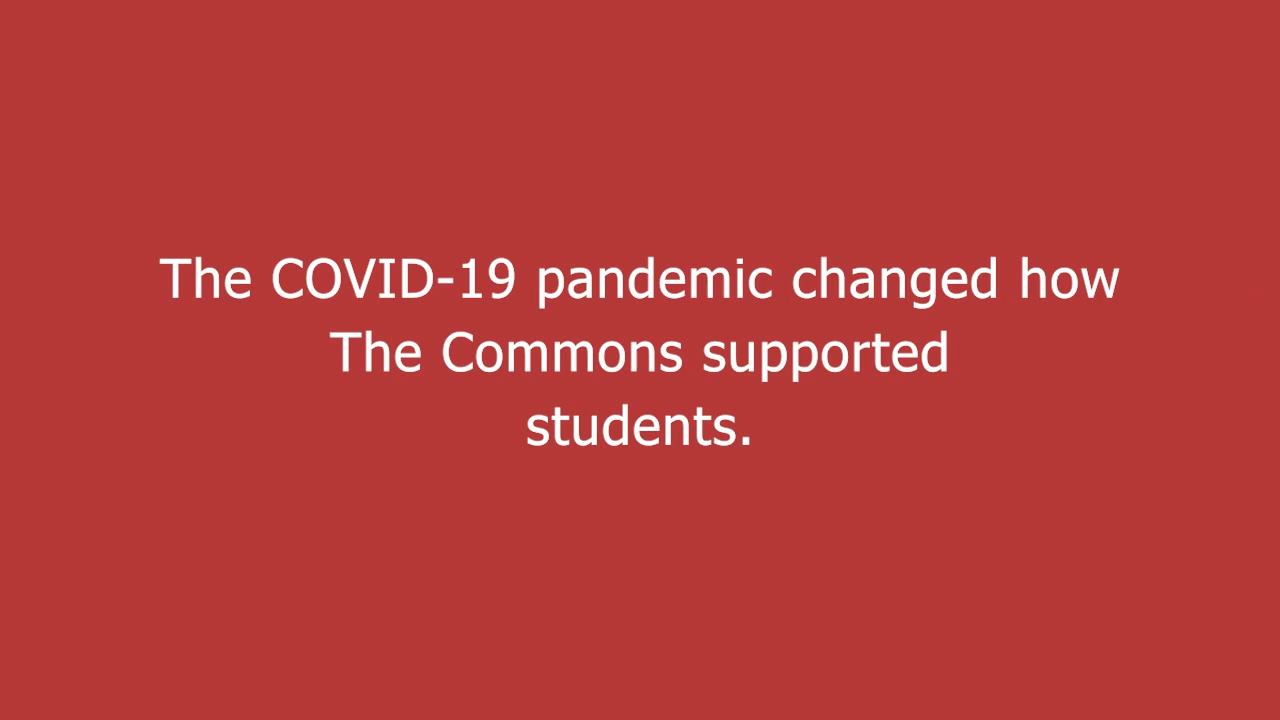 The COVID-19 pandemic changed how
The Commons supported
students.